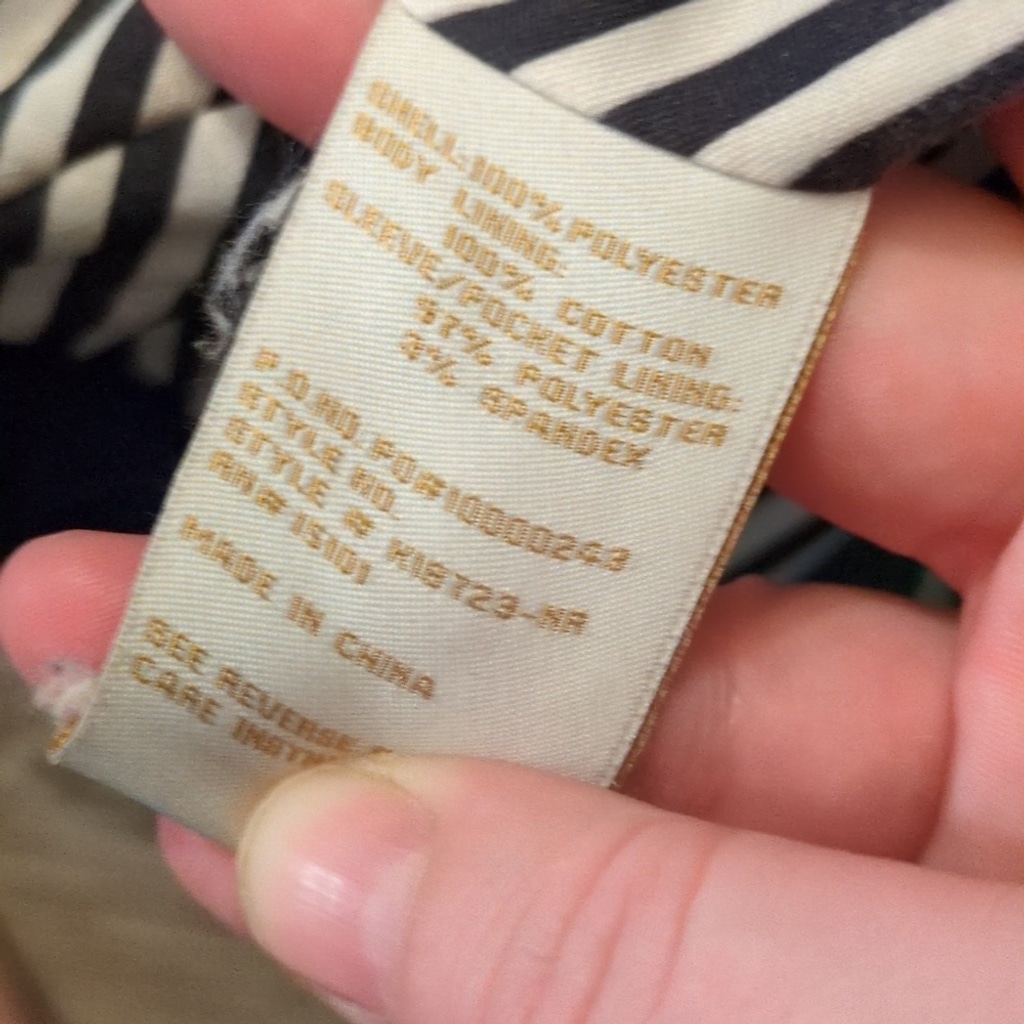 SHELL:100% POLYESTER
BODY LINING:
100% COTTON
SLEEVE/POCKET LINING:
97% POLYESTER
3% SPANDEX
P.O.NO.PO#10000243
STYLE NO.
STYLE # K18723-NR
RN# 15101
MADE IN CHINA
SEE REVERSE
CARE